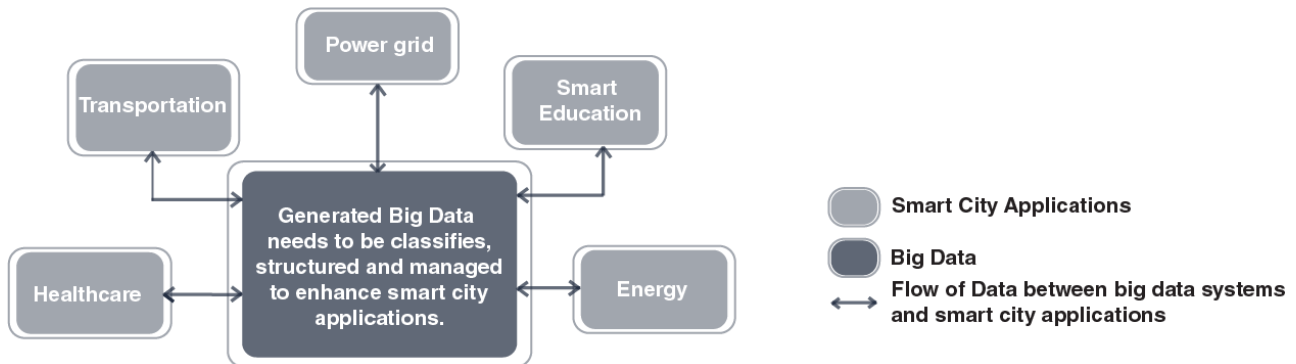 Power grid
Transportation
Smart
Education
Generated Big Data
needs to be classifies,
structured and managed
to enhance smart city
applications.
Healthcare
Energy
Smart City Applications
Big Data
Flow of Data between big data systems
and smart city applications